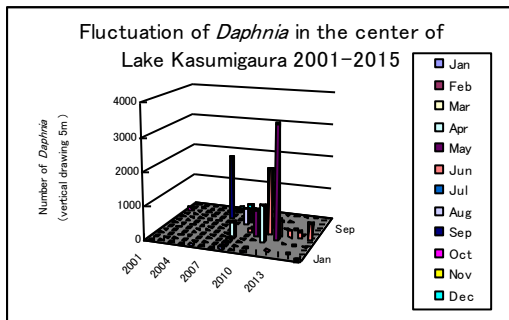 Fluctuation of Daphnia in the center of
Lake Kasumigaura 2001-2015
Number of Daphnia
(vertical drawing 5m)
4000
3000
2000
1000
0
2001
2004
2007
2010
2013
Jan
Sep
Jan
Feb
Mar
Apr
May
Jun
Jul
Aug
Sep
Oct
Nov
Dec